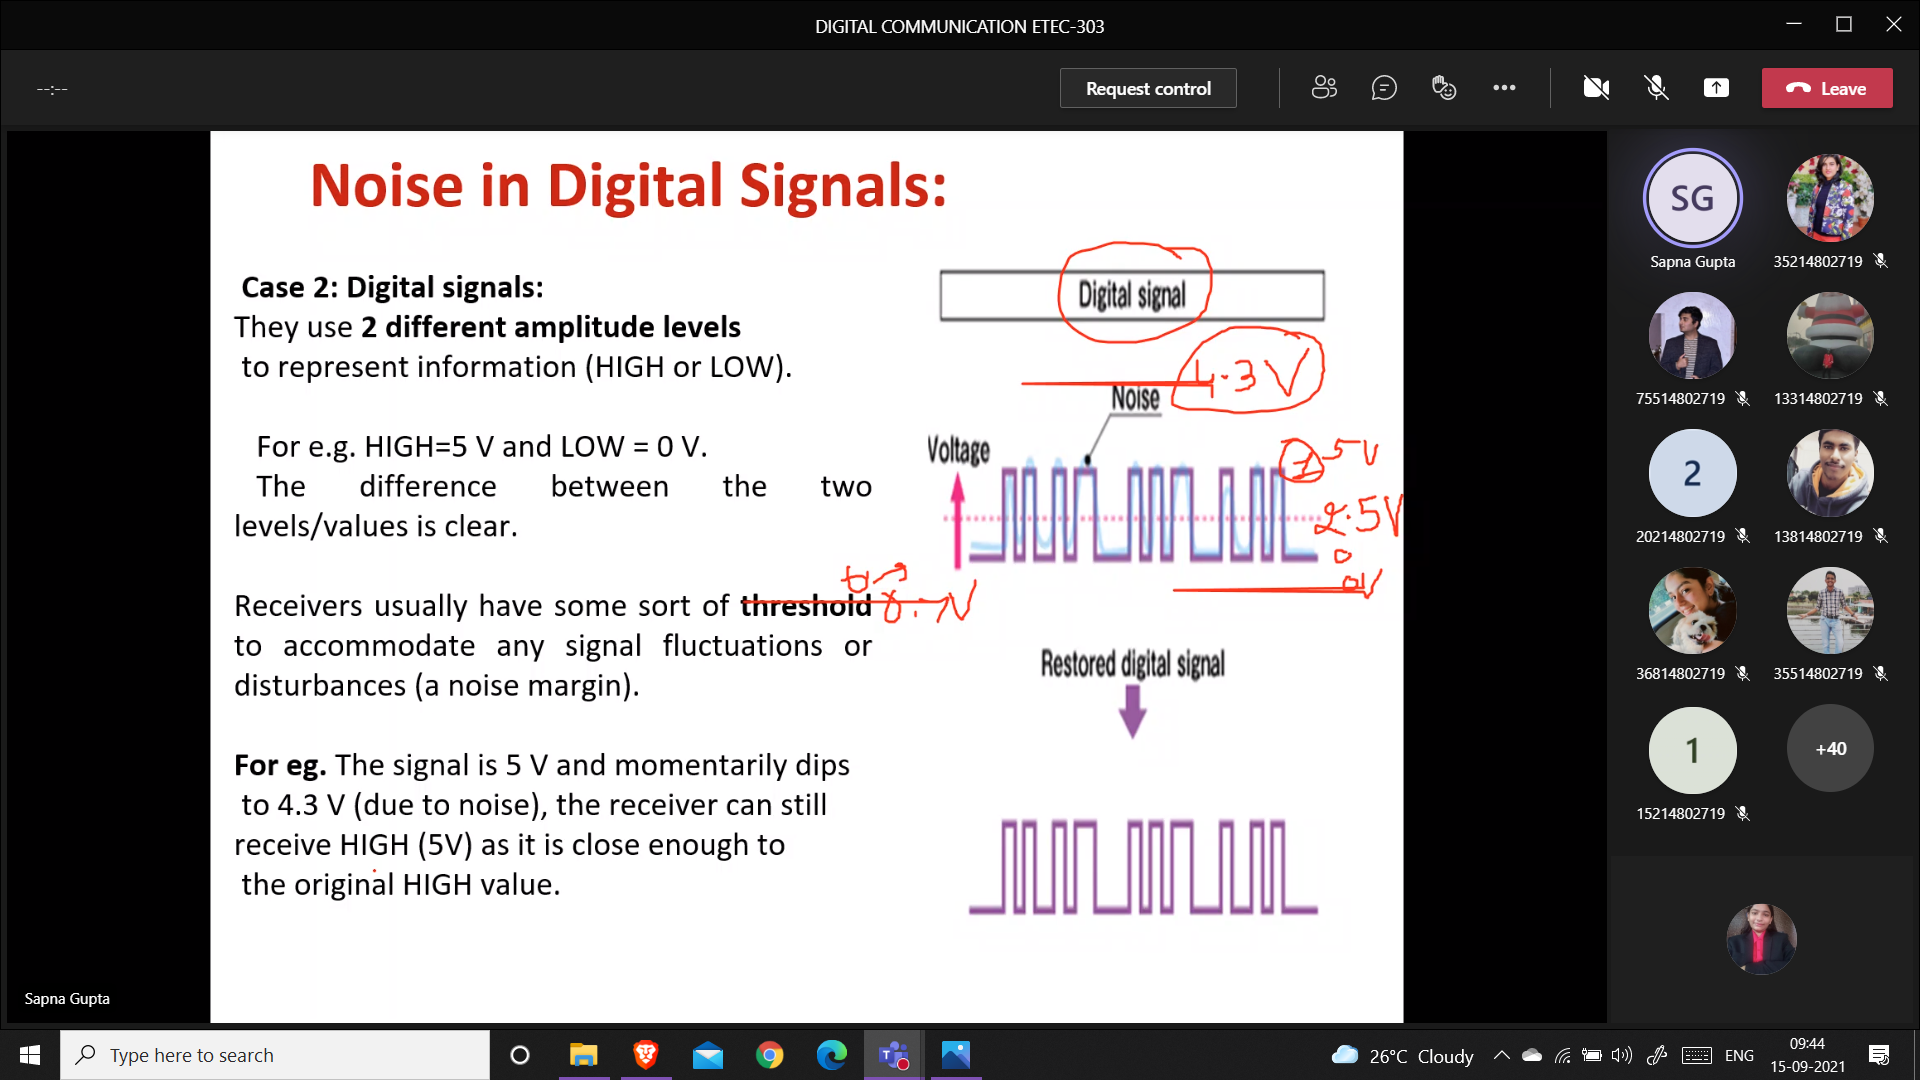 DIGITAL COMMUNICATION ETEC-303
--:--
Request control
Leave
Noise in Digital Signals:
Case 2: Digital signals:
They use 2 different amplitude levels
to represent information (HIGH or LOW).
For e.g. HIGH=5 V and LOW = 0 V.
The difference between the two
levels/values is clear.
Receivers usually have some sort of threshold
to accommodate any signal fluctuations or
disturbances (a noise margin).
For eg. The signal is 5 V and momentarily dips
to 4.3 V (due to noise), the receiver can still
receive HIGH (5V) as it is close enough to
the original HIGH value.
Digital signal
4.3 V
Noise
Voltage
1 5V
2.5V
0
0V
0.7V
Restored digital signal
Sapna Gupta
SG
Sapna Gupta
35214802719
75514802719
13314802719
2
20214802719
13814802719
36814802719
35514802719
1
15214802719
+40
Type here to search
26°C Cloudy
ENG
09:44
15-09-2021